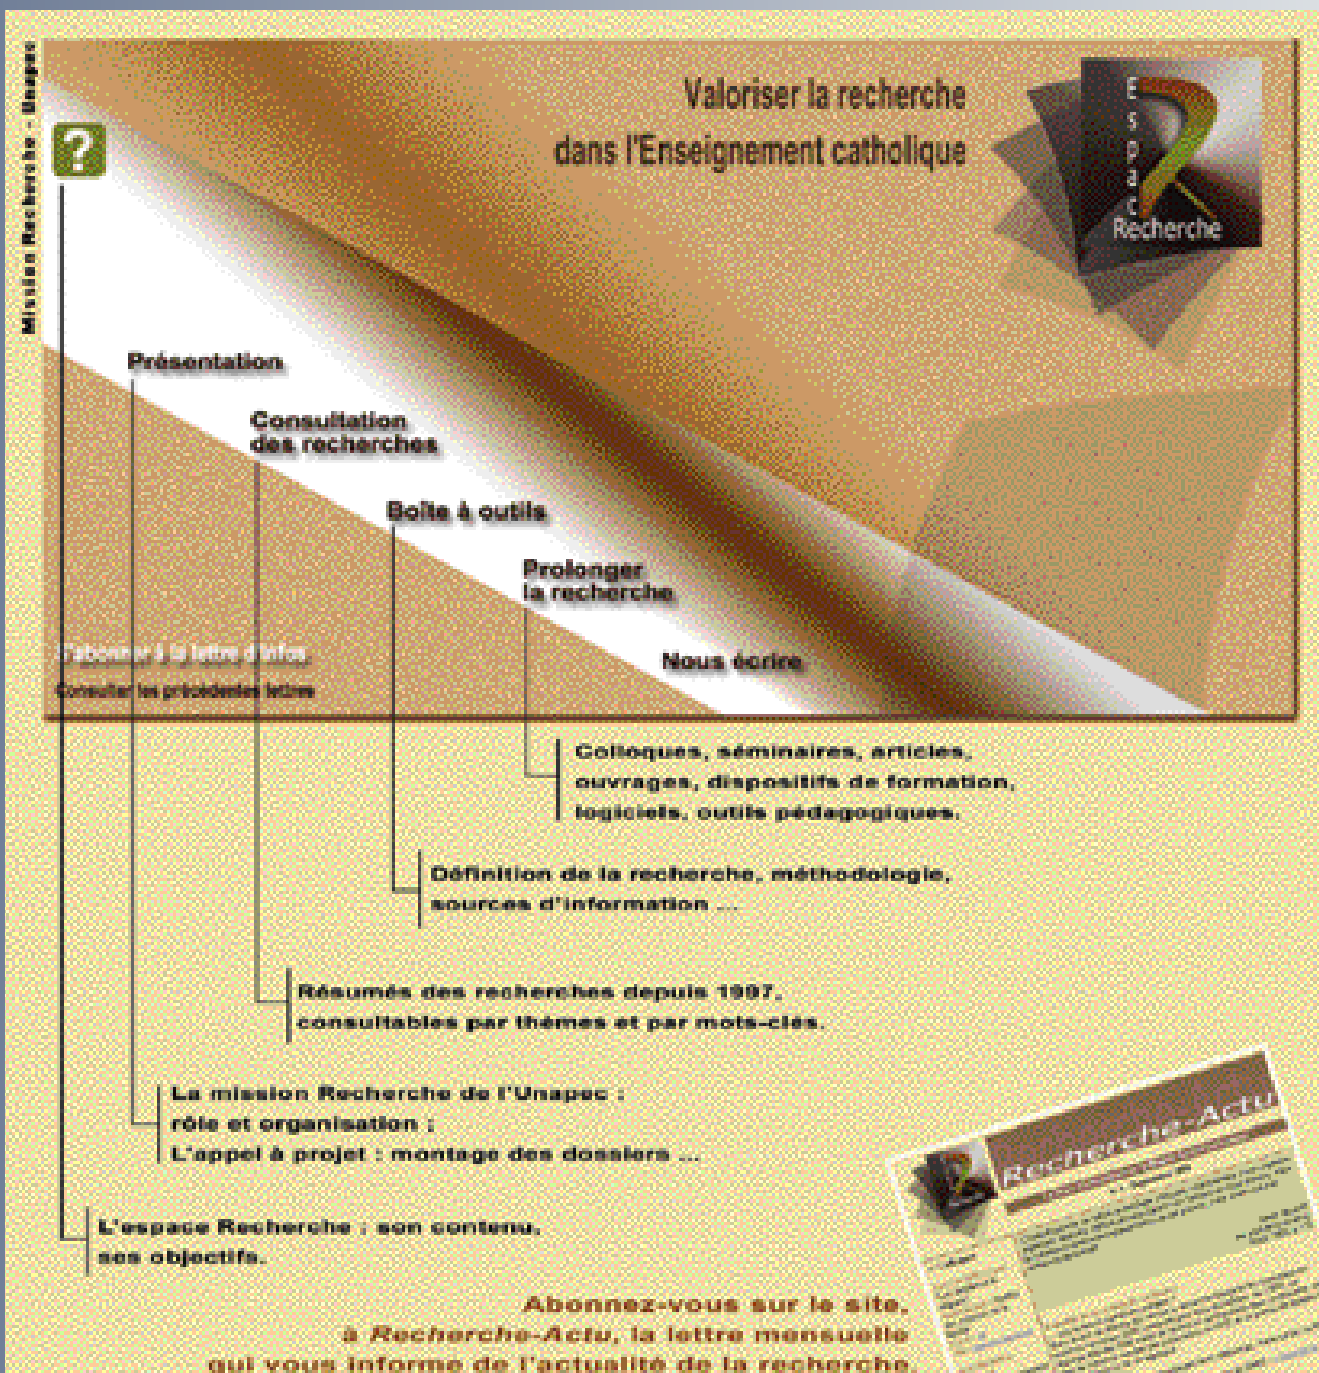 Mission Recherche - Unapec
Valoriser la recherche
dans l'Enseignement catholique
ESPAC
Recherche
?
Présentation
Consultation
des recherches
Boîte à outils
Prolonger
la recherche
Nous écrire
S'abonner à la lettre d'infos
Consulter les précédentes lettres
Colloques, séminaires, articles,
ouvrages, dispositifs de formation,
logiciels, outils pédagogiques.
Définition de la recherche, méthodologie,
sources d'information ...
Résumés des recherches depuis 1997,
consultables par thèmes et par mots-clés.
La mission Recherche de l'Unapec :
rôle et organisation ;
L'appel à projet : montage des dossiers ...
L'espace Recherche : son contenu,
ses objectifs.
Recherche-Actu
Abonnez-vous sur le site,
à Recherche-Actu, la lettre mensuelle
qui vous informe de l'actualité de la recherche.